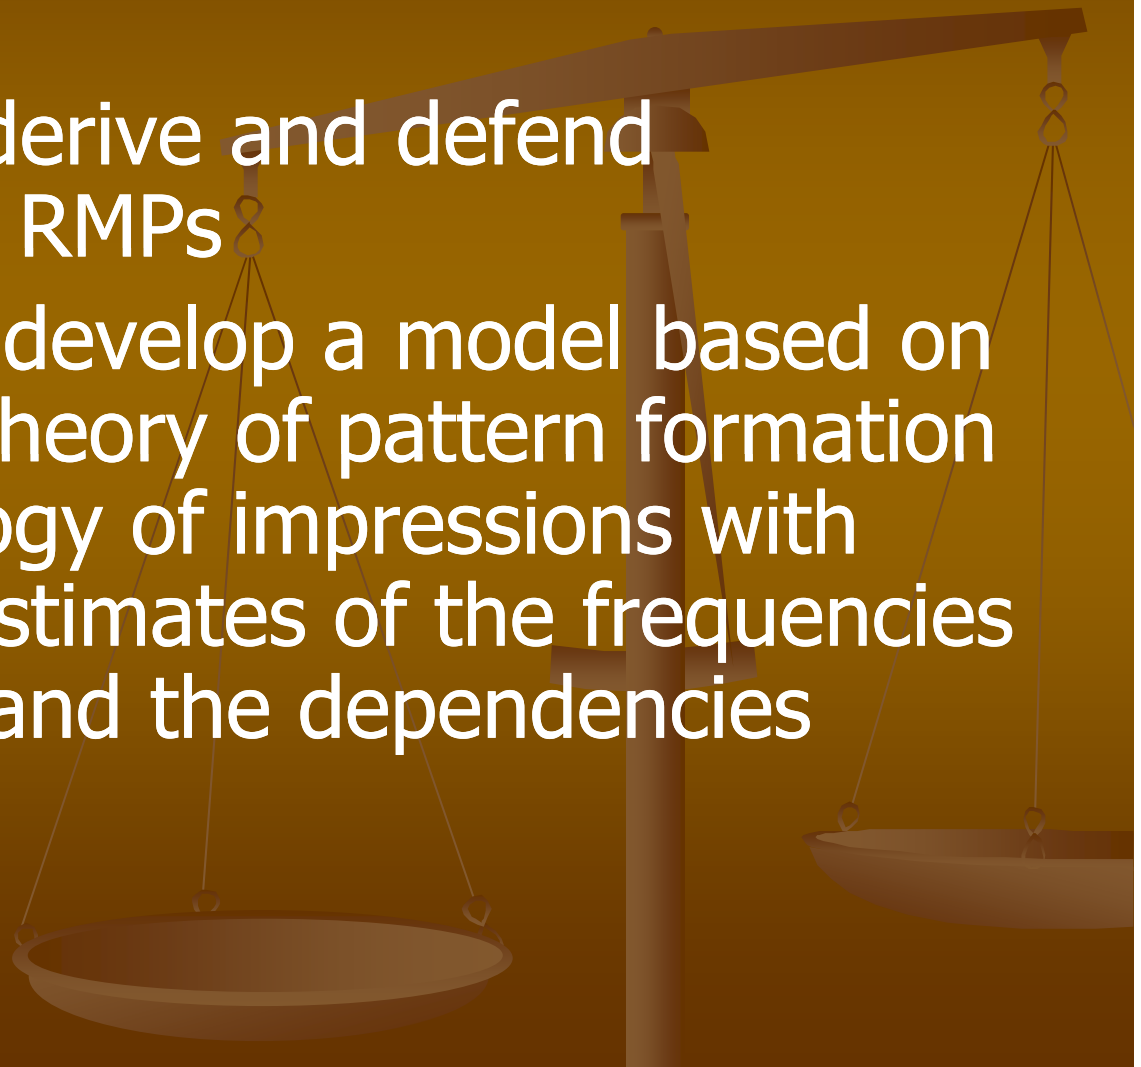 derive and defend
RMPs
develop a model based on
heory of pattern formation
ogy of impressions with
stimates of the frequencies
and the dependencies